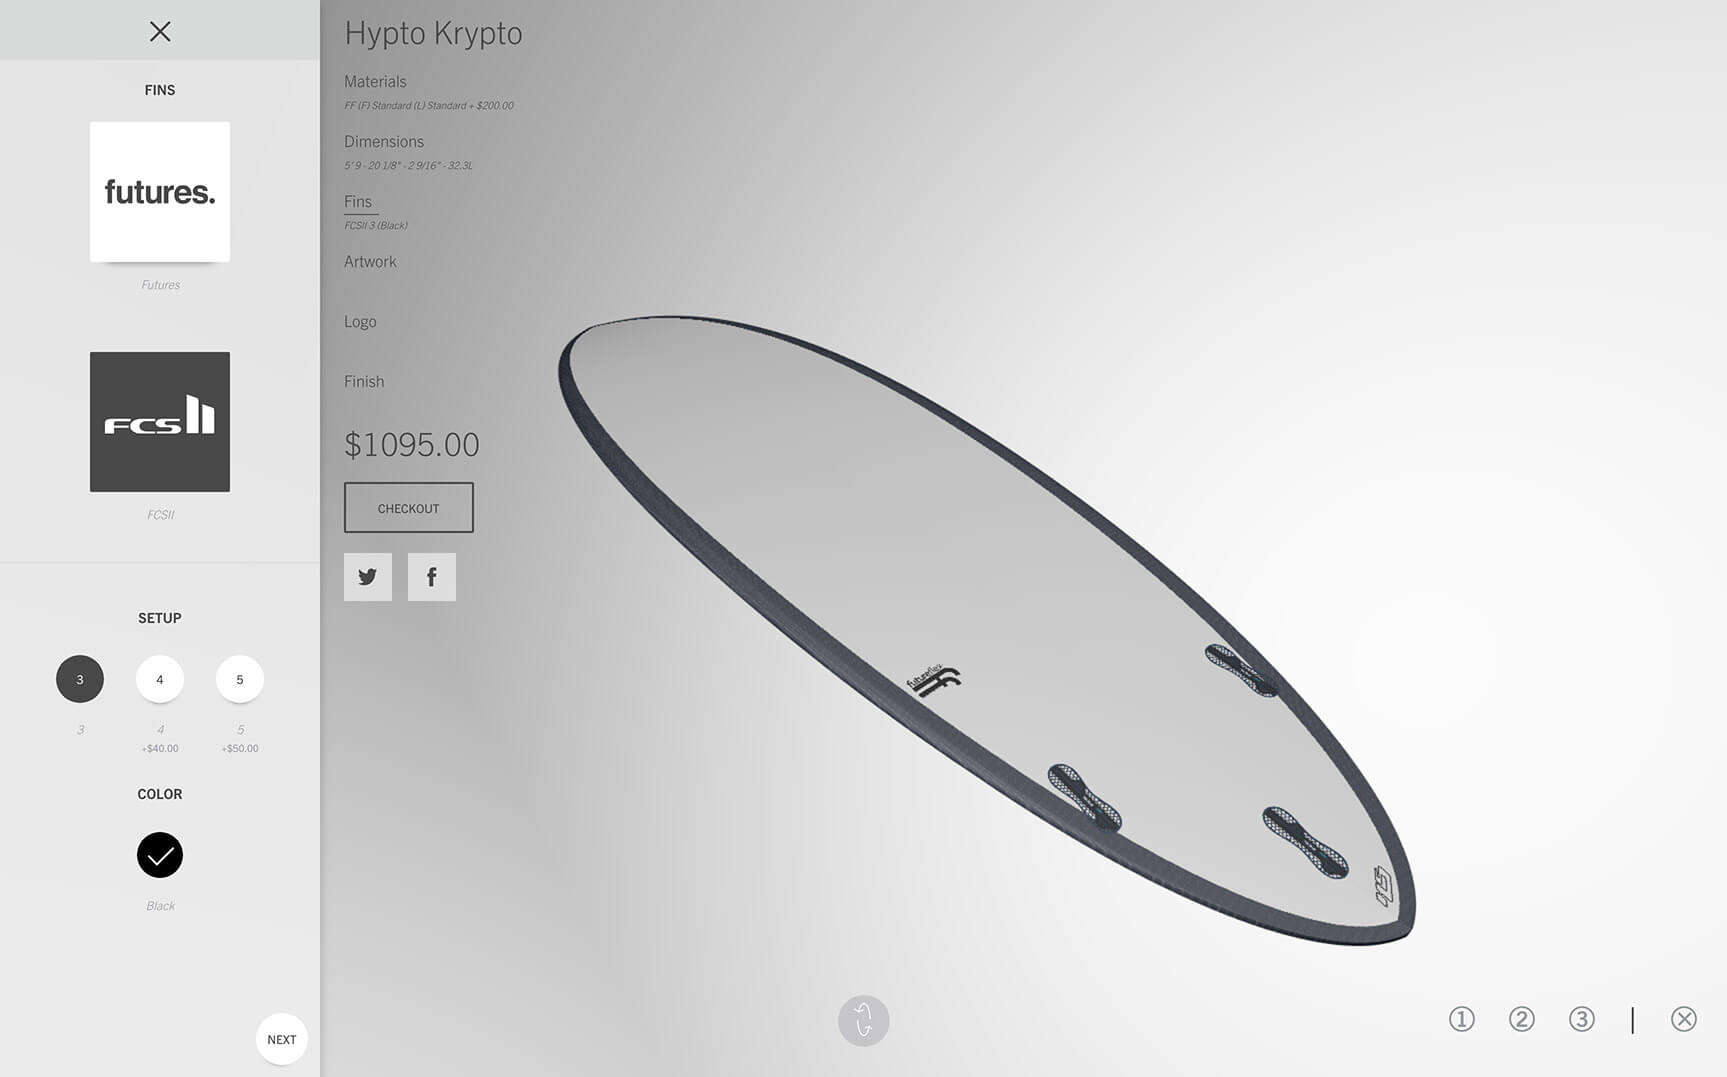 FINS
futures.
Futures
FCS II
FCSII
SETUP
3 4 5
3 4 5
+$40.00 +$50.00
COLOR
Black
NEXT
Hypto Krypto
Materials
FF (F) Standard (L) Standard + $200.00
Dimensions
5' 9 - 20 1/8" - 2 9/16" - 32.3L
Fins
FCSII 3 (Black)
Artwork
Logo
Finish
$1095.00
CHECKOUT
f
futureflex
ff
1 2 3 |